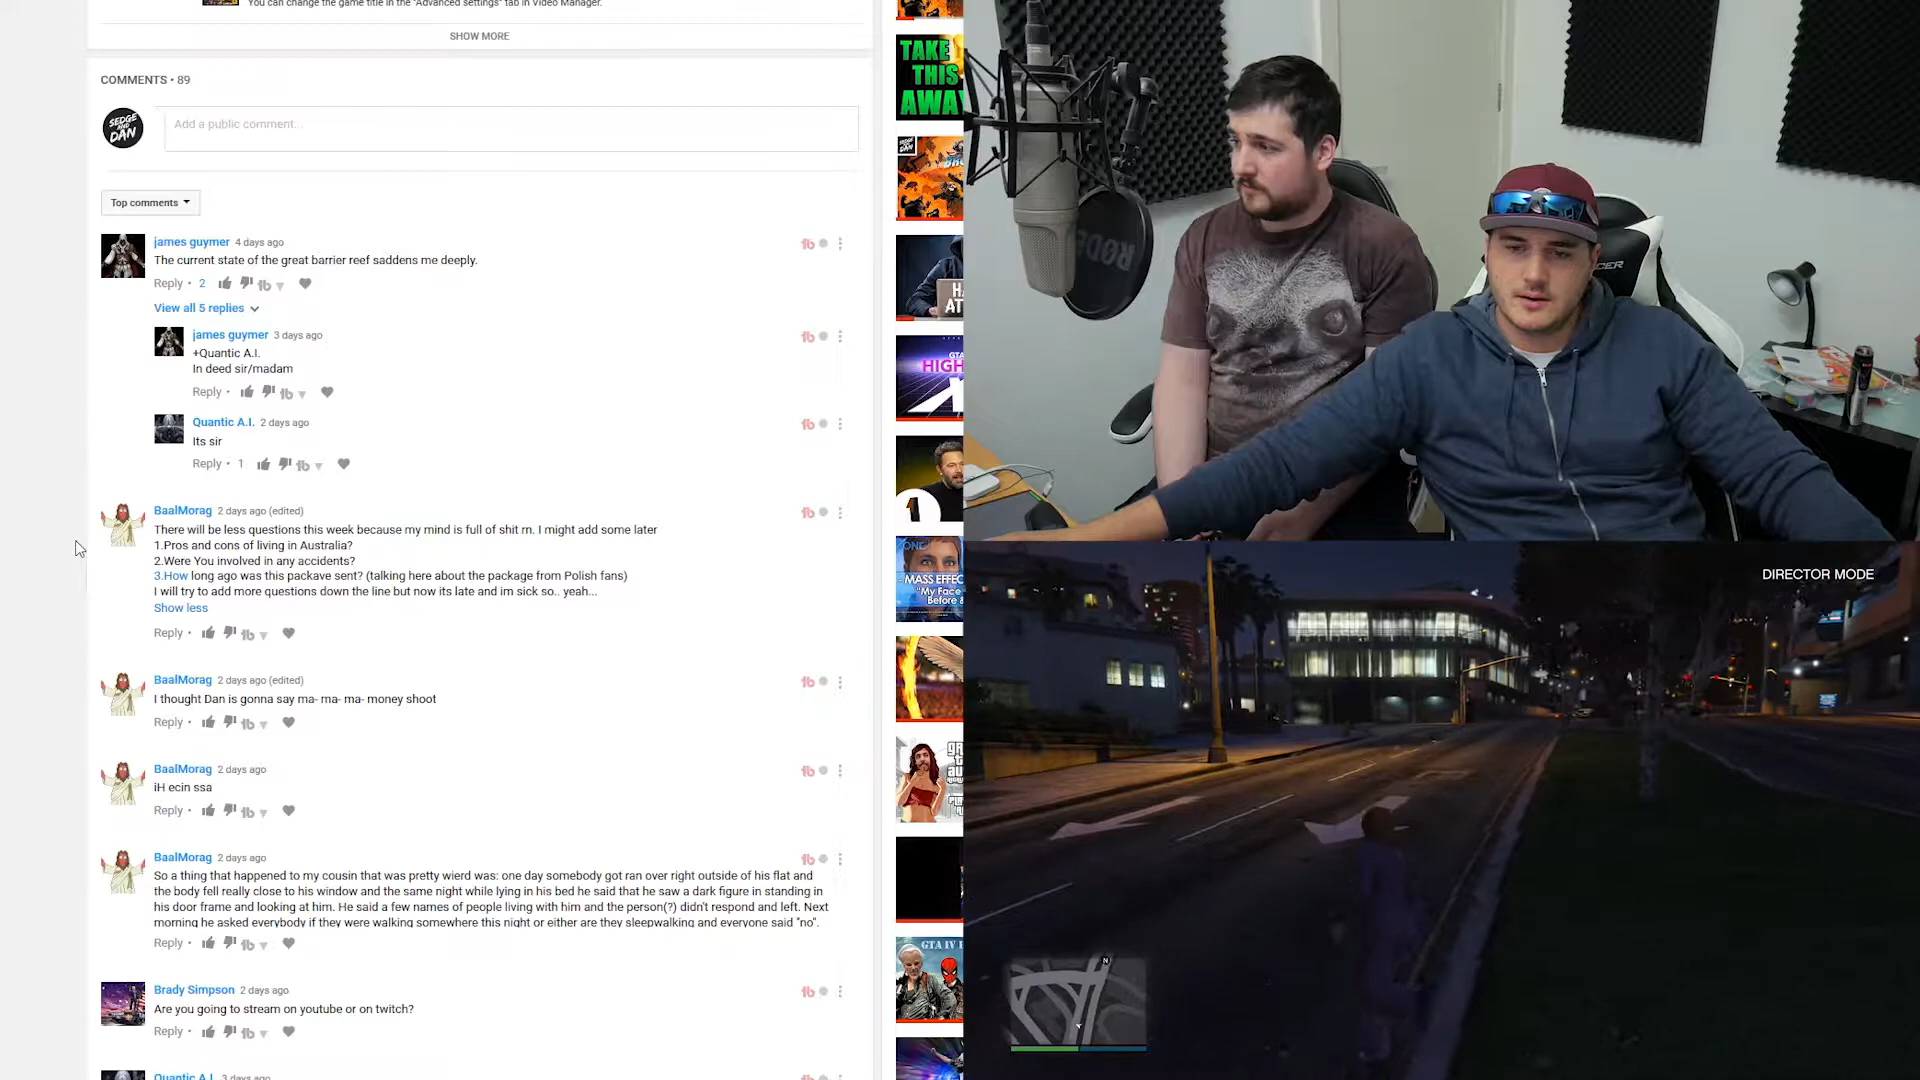 You can change the game title in the "Advanced settings" tab in Video Manager.
SHOW MORE
COMMENTS • 89
SEDGE AND DAN
Add a public comment...
Top comments
james guymer 4 days ago
The current state of the great barrier reef saddens me deeply.
Reply • 2
View all 5 replies
james guymer 3 days ago
+Quantic A.I.
In deed sir/madam
Reply •
Quantic A.I. 2 days ago
Its sir
Reply • 1
BaalMorag 2 days ago (edited)
There will be less questions this week because my mind is full of shit rn. I might add some later
1.Pros and cons of living in Australia?
2.Were You involved in any accidents?
3.How long ago was this packave sent? (talking here about the package from Polish fans)
I will try to add more questions down the line but now its late and im sick so.. yeah...
Show less
Reply •
BaalMorag 2 days ago (edited)
I thought Dan is gonna say ma- ma- ma- money shoot
Reply •
BaalMorag 2 days ago
iH ecin ssa
Reply •
BaalMorag 2 days ago
So a thing that happened to my cousin that was pretty wierd was: one day somebody got ran over right outside of his flat and
the body fell really close to his window and the same night while lying in his bed he said that he saw a dark figure in standing in
his door frame and looking at him. He said a few names of people living with him and the person(?) didn't respond and left. Next
morning he asked everybody if they were walking somewhere this night or either are they sleepwalking and everyone said "no".
Reply •
Brady Simpson 2 days ago
Are you going to stream on youtube or on twitch?
Reply •
Quantic A.I. 3 days ago
TAKE
THIS
AWAY
GTA
HIGH
1
MASS EFFEC
"My Face
Before &
GTA IV
RODE
DIRECTOR MODE
N